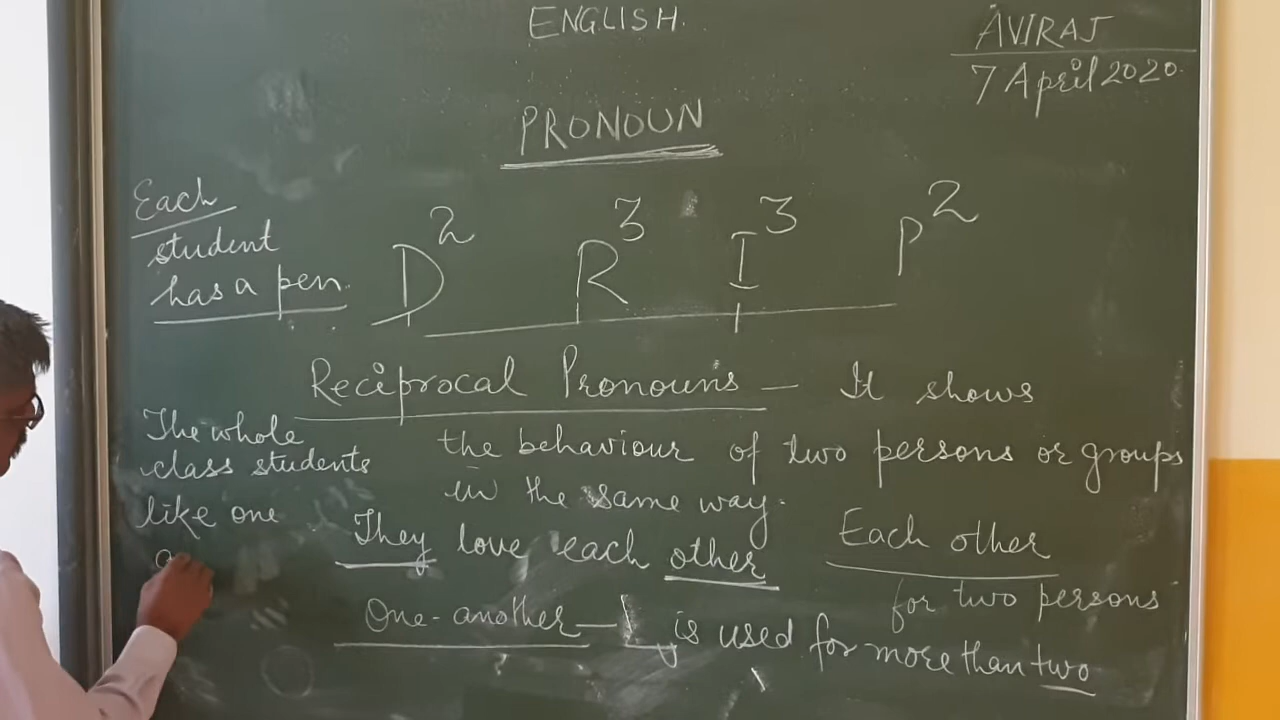 ENGLISH.
AVIRAJ
7 April 2020.
PRONOUN
Each
student
has a pen.
D² R³ I³ P²
Reciprocal Pronouns — It shows
the behaviour of two persons or groups
in the same way.
The whole
class students
like one
They love each other
Each other
for two persons
One-another — is used for more than two